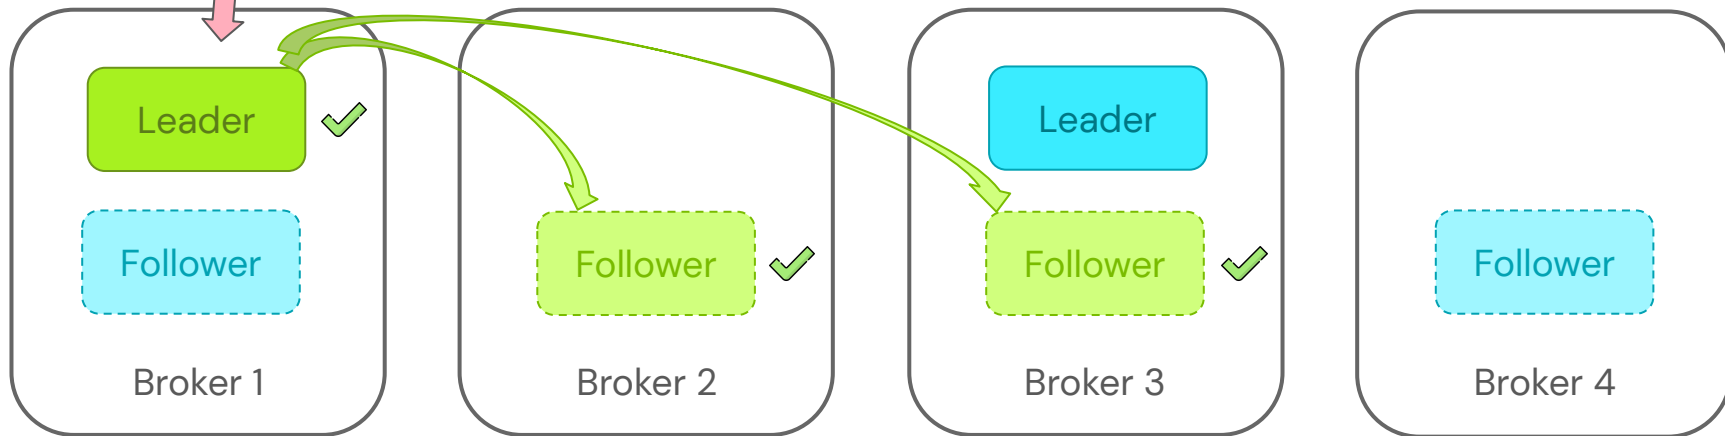 Leader
Follower
Broker 1
Follower
Broker 2
Leader
Follower
Broker 3
Follower
Broker 4